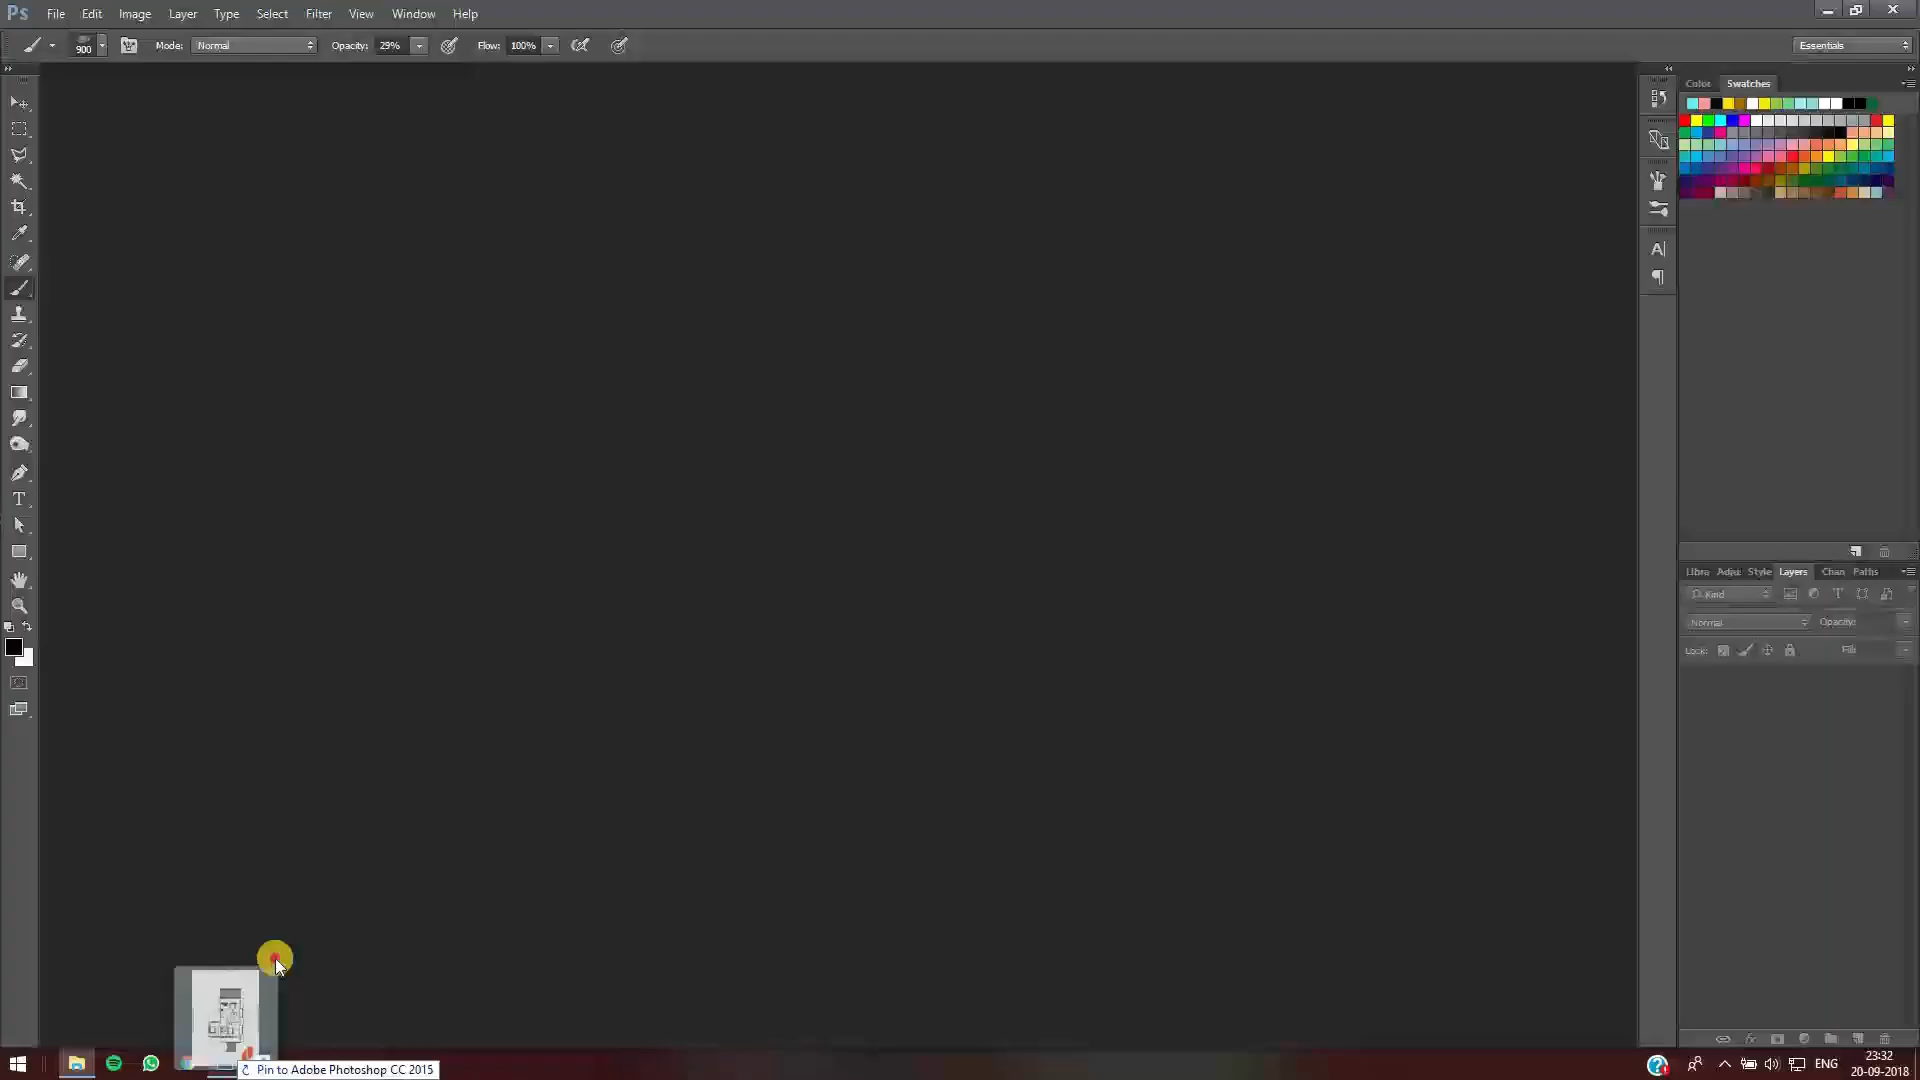 Ps File Edit Image Layer Type Select Filter View Window Help
900 Mode: Normal Opacity: 29% Flow: 100% Essentials
Color Swatches
Libra Adju: Style Layers Chan Paths
Kind
Normal Opacity:
Lock: Fill:
Pin to Adobe Photoshop CC 2015
ENG 23:32
20-09-2018